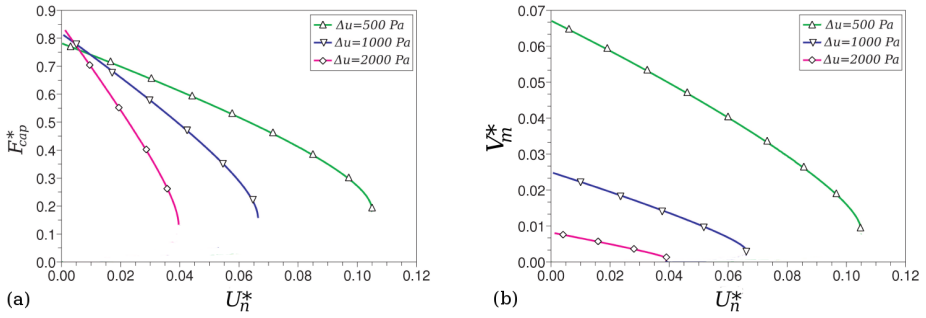 0.9
0.8
0.7
0.6
0.5
0.4
0.3
0.2
0.1
0.0
F*cap
0.00 0.02 0.04 0.06 0.08 0.10 0.12
U*n
(a)
Δu=500 Pa
Δu=1000 Pa
Δu=2000 Pa
0.07
0.06
0.05
0.04
0.03
0.02
0.01
0.00
V*m
0.00 0.02 0.04 0.06 0.08 0.10 0.12
U*n
(b)
Δu=500 Pa
Δu=1000 Pa
Δu=2000 Pa